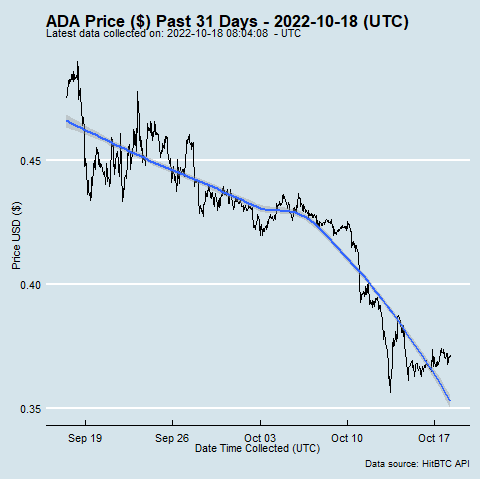 ADA Price ($) Past 31 Days - 2022-10-18 (UTC)
Latest data collected on: 2022-10-18 08:04:08  - UTC
Price USD ($)
0.45
0.40
0.35
Sep 19 Sep 26 Oct 03 Oct 10 Oct 17
Date Time Collected (UTC)
Data source: HitBTC API